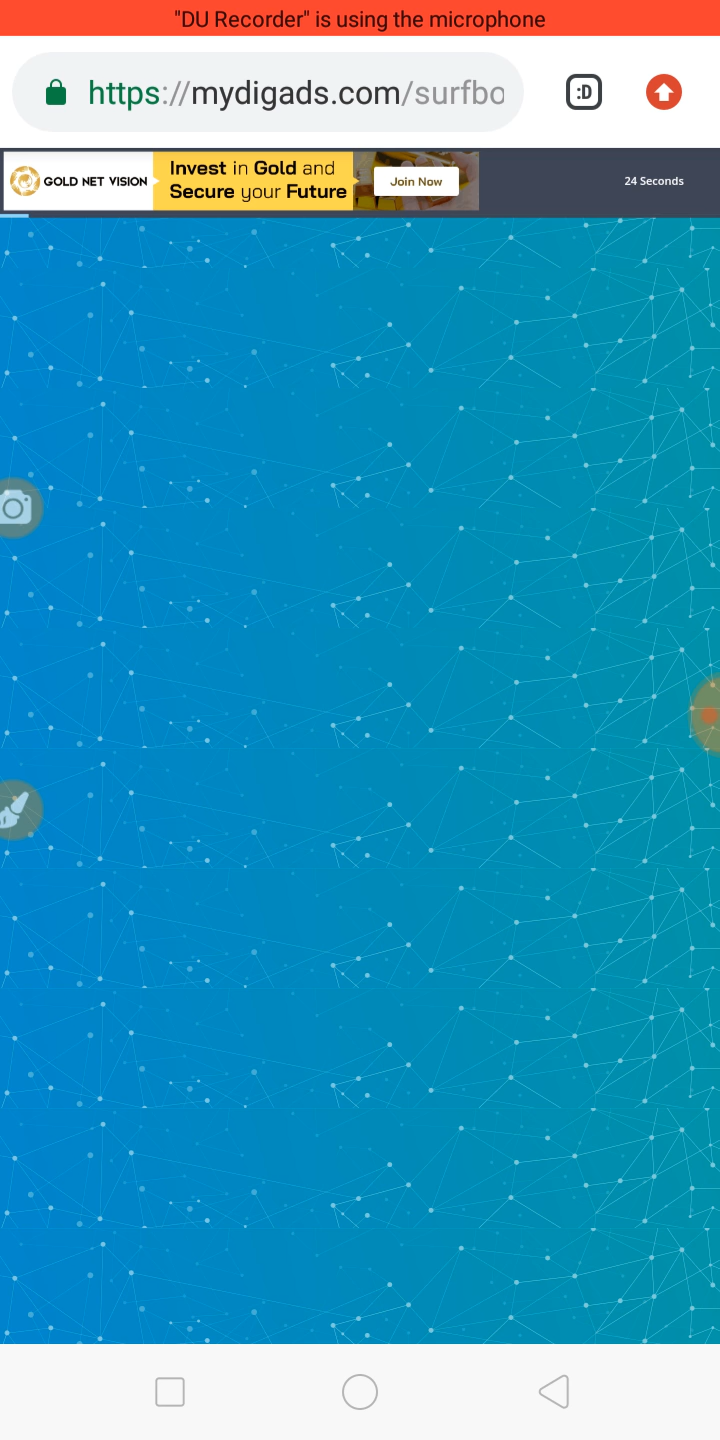 "DU Recorder" is using the microphone
https://mydigads.com/surfbo
:D
GOLD NET VISION
Invest in Gold and
Secure your Future
Join Now
24 Seconds